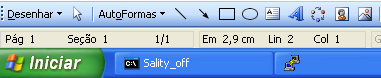 Desenhar AutoFormas
Pág 1 Seção 1 1/1 Em 2,9 cm Lin 2 Col 1
Iniciar Sality_off